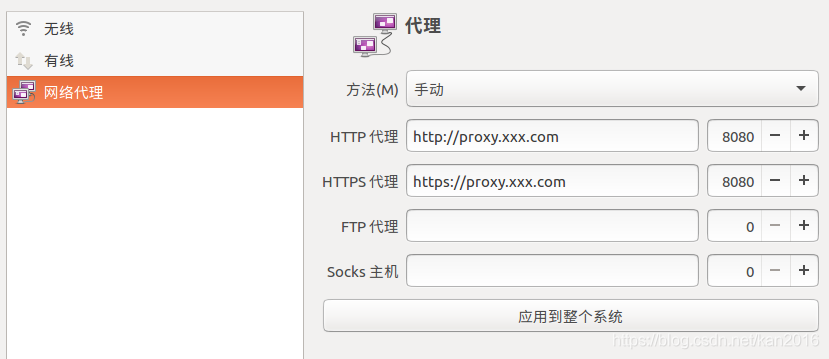 无线
有线
网络代理
代理
方法(M) 手动
HTTP 代理 http://proxy.xxx.com 8080 − +
HTTPS 代理 https://proxy.xxx.com 8080 − +
FTP 代理 0 − +
Socks 主机 0 − +
应用到整个系统
https://blog.csdn.net/kan2016